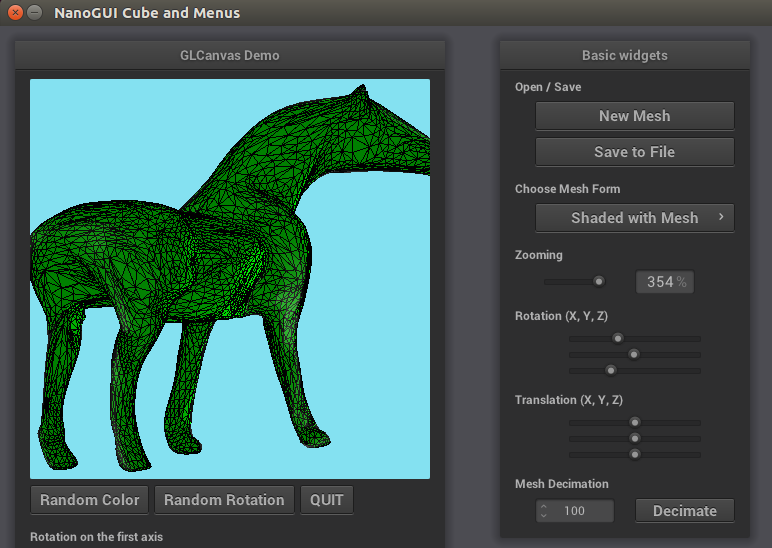 NanoGUI Cube and Menus
GLCanvas Demo
Random Color
Random Rotation
QUIT
Rotation on the first axis
Basic widgets
Open / Save
New Mesh
Save to File
Choose Mesh Form
Shaded with Mesh
Zooming
354 %
Rotation (X, Y, Z)
Translation (X, Y, Z)
Mesh Decimation
100
Decimate